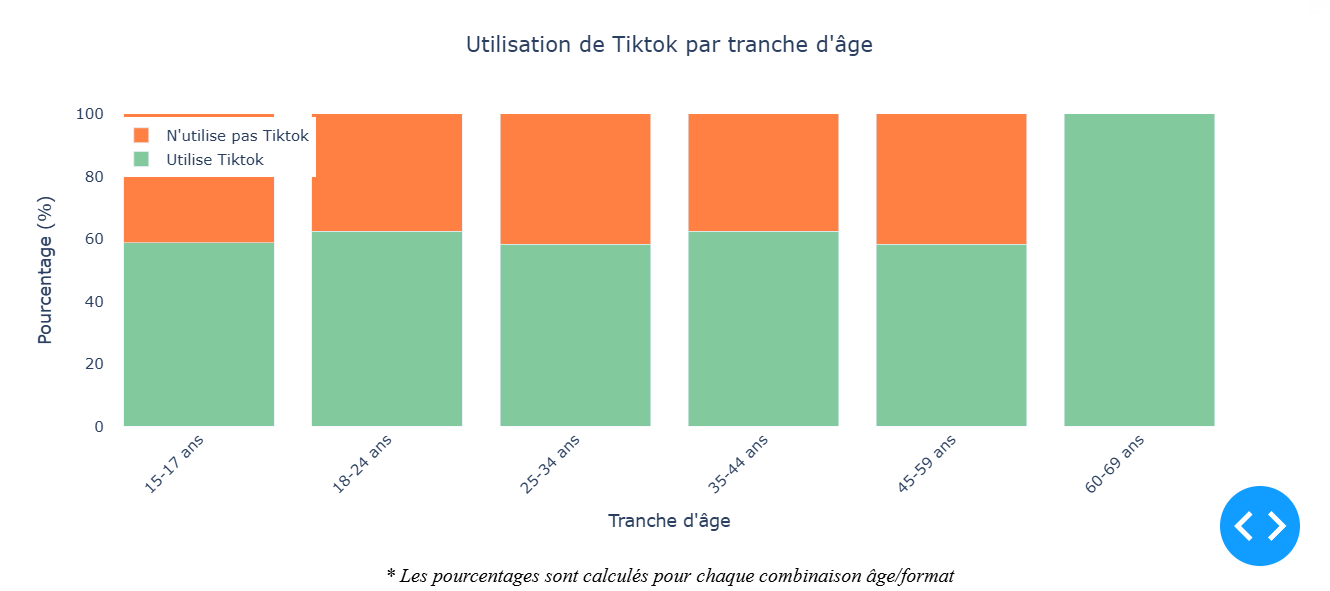 Utilisation de Tiktok par tranche d'âge
100
80
60
40
20
0
Pourcentage (%)
N'utilise pas Tiktok
Utilise Tiktok
15-17 ans
18-24 ans
25-34 ans
35-44 ans
45-59 ans
60-69 ans
Tranche d'âge
* Les pourcentages sont calculés pour chaque combinaison âge/format